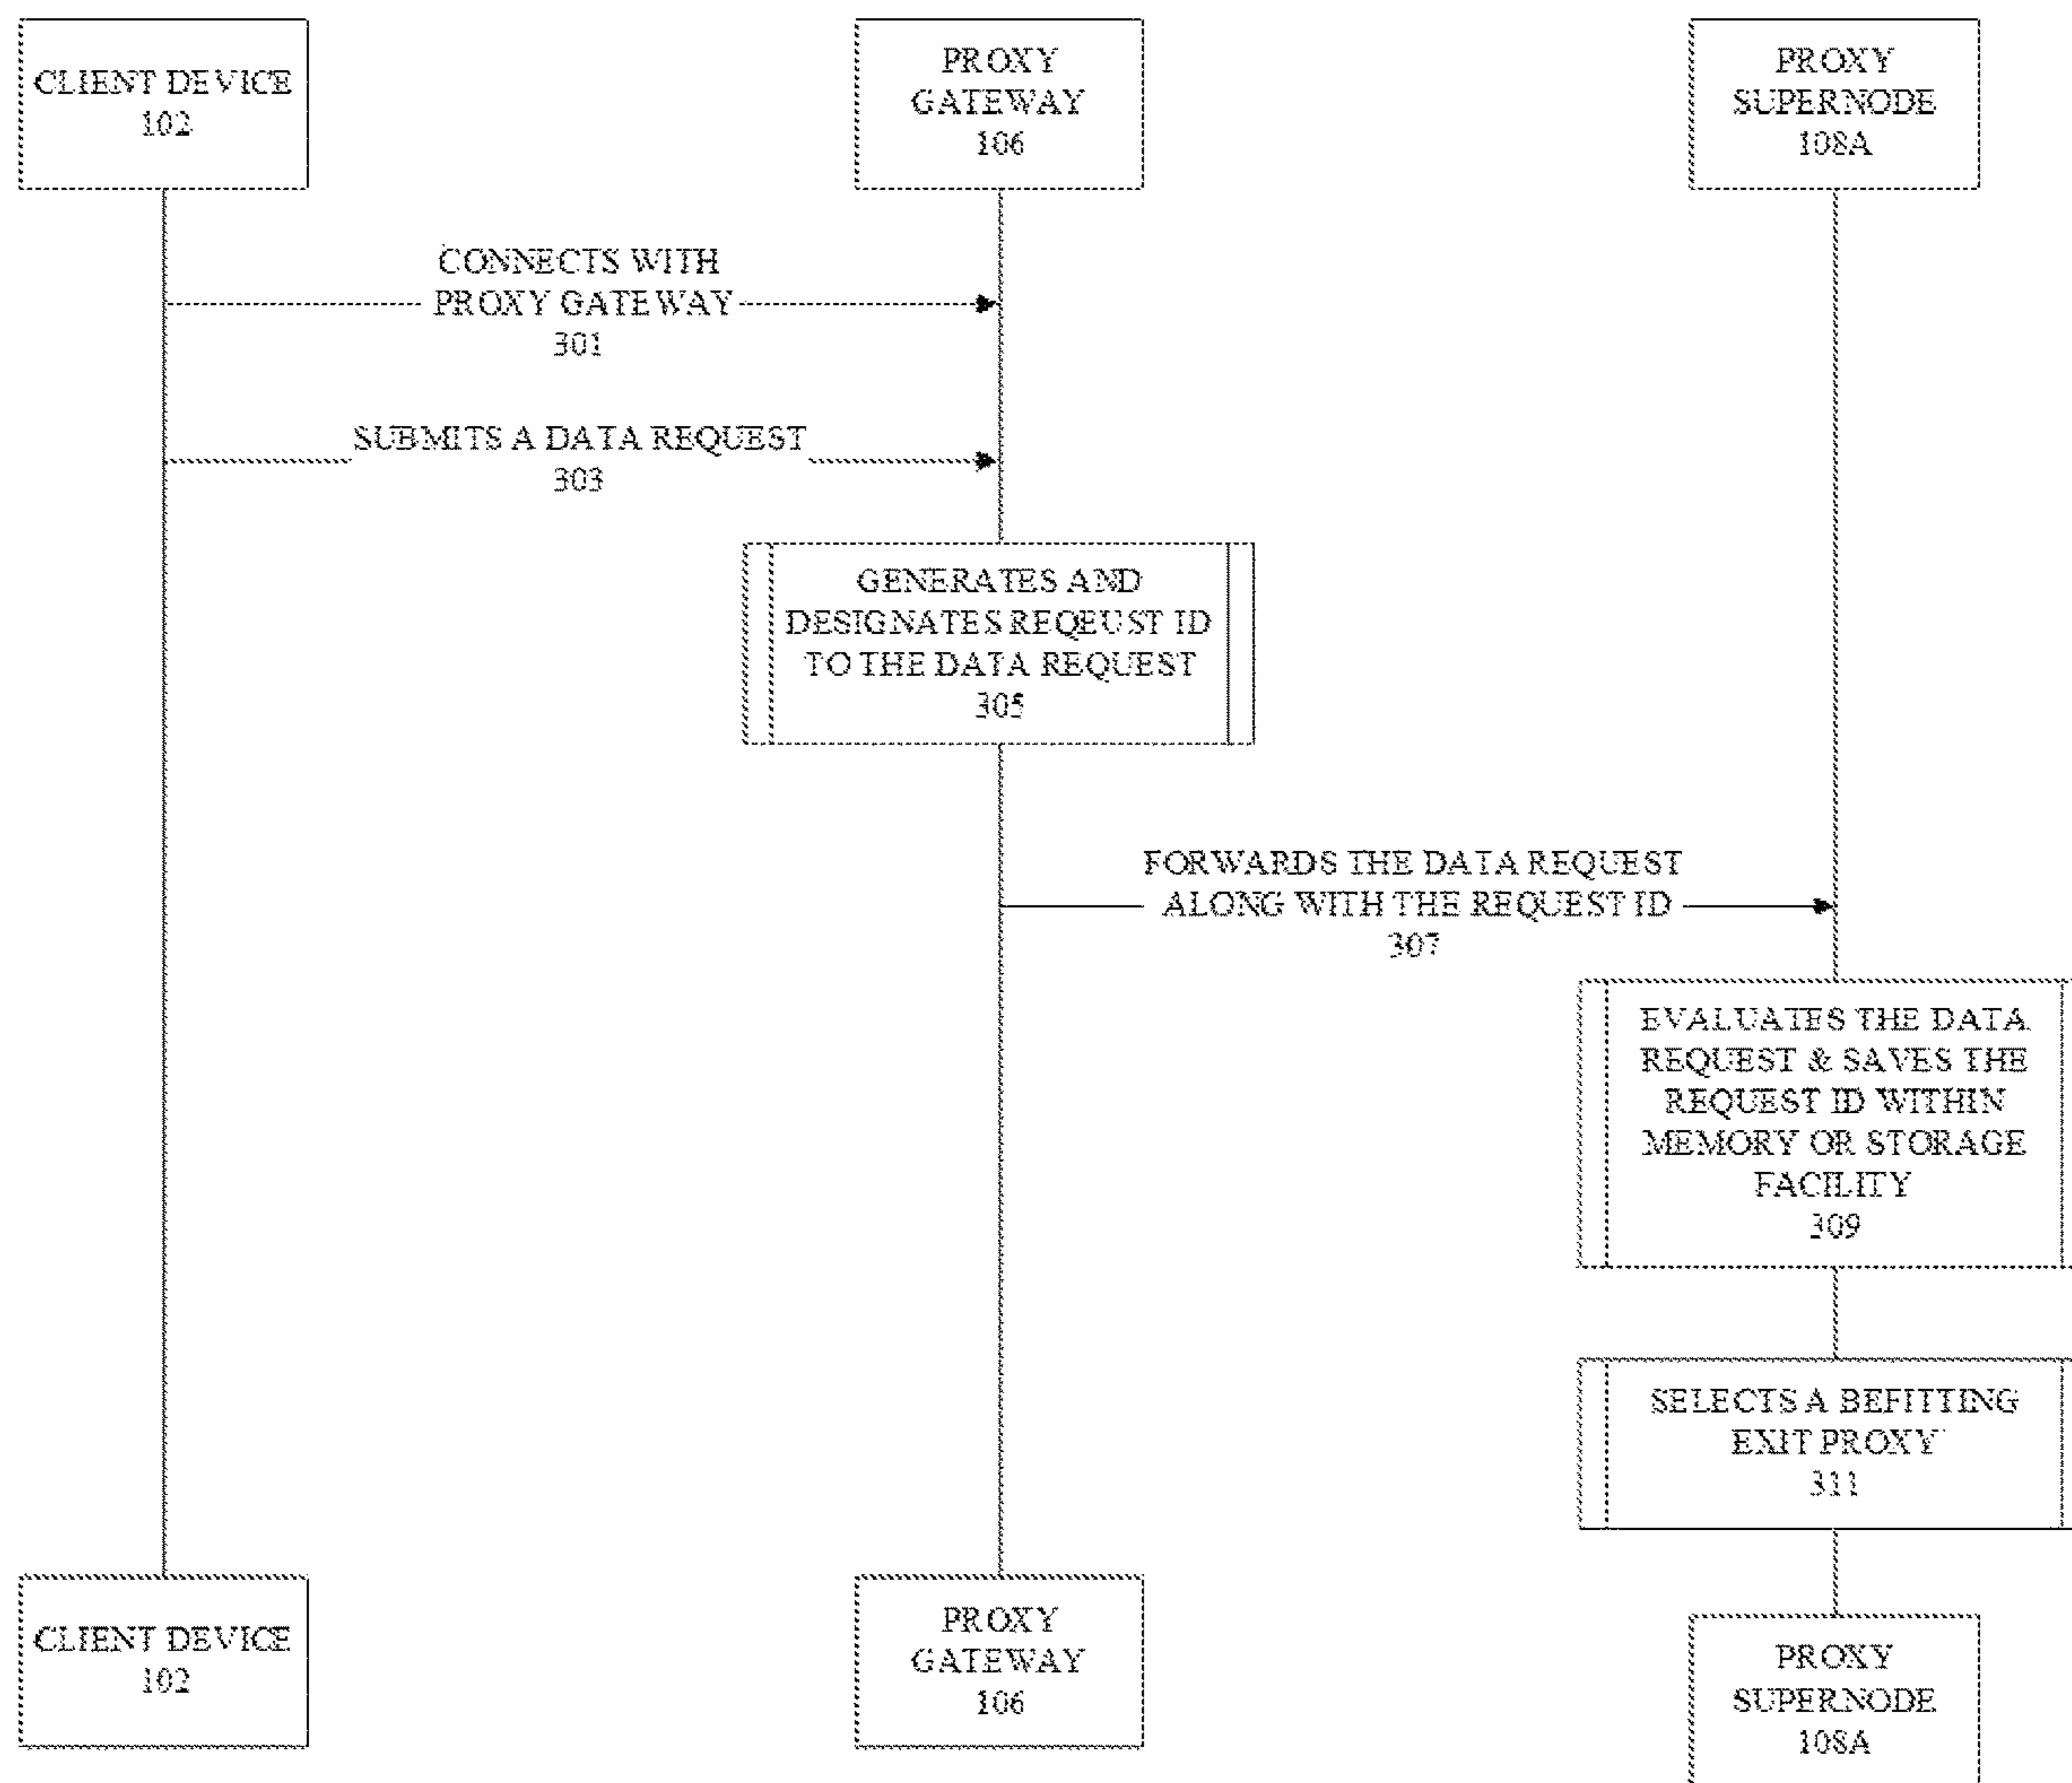 CLIENT DEVICE
102
PROXY
GATEWAY
106
PROXY
SUPERNODE
108A
CONNECTS WITH
PROXY GATEWAY
301
SUBMITS A DATA REQUEST
303
GENERATES AND
DESIGNATES REQEUST ID
TO THE DATA REQUEST
305
FORWARDS THE DATA REQUEST
ALONG WITH THE REQUEST ID
307
EVALUATES THE DATA
REQUEST & SAVES THE
REQUEST ID WITHIN
MEMORY OR STORAGE
FACILITY
309
SELECTS A BEFITTING
EXIT PROXY
311
CLIENT DEVICE
102
PROXY
GATEWAY
106
PROXY
SUPERNODE
108A